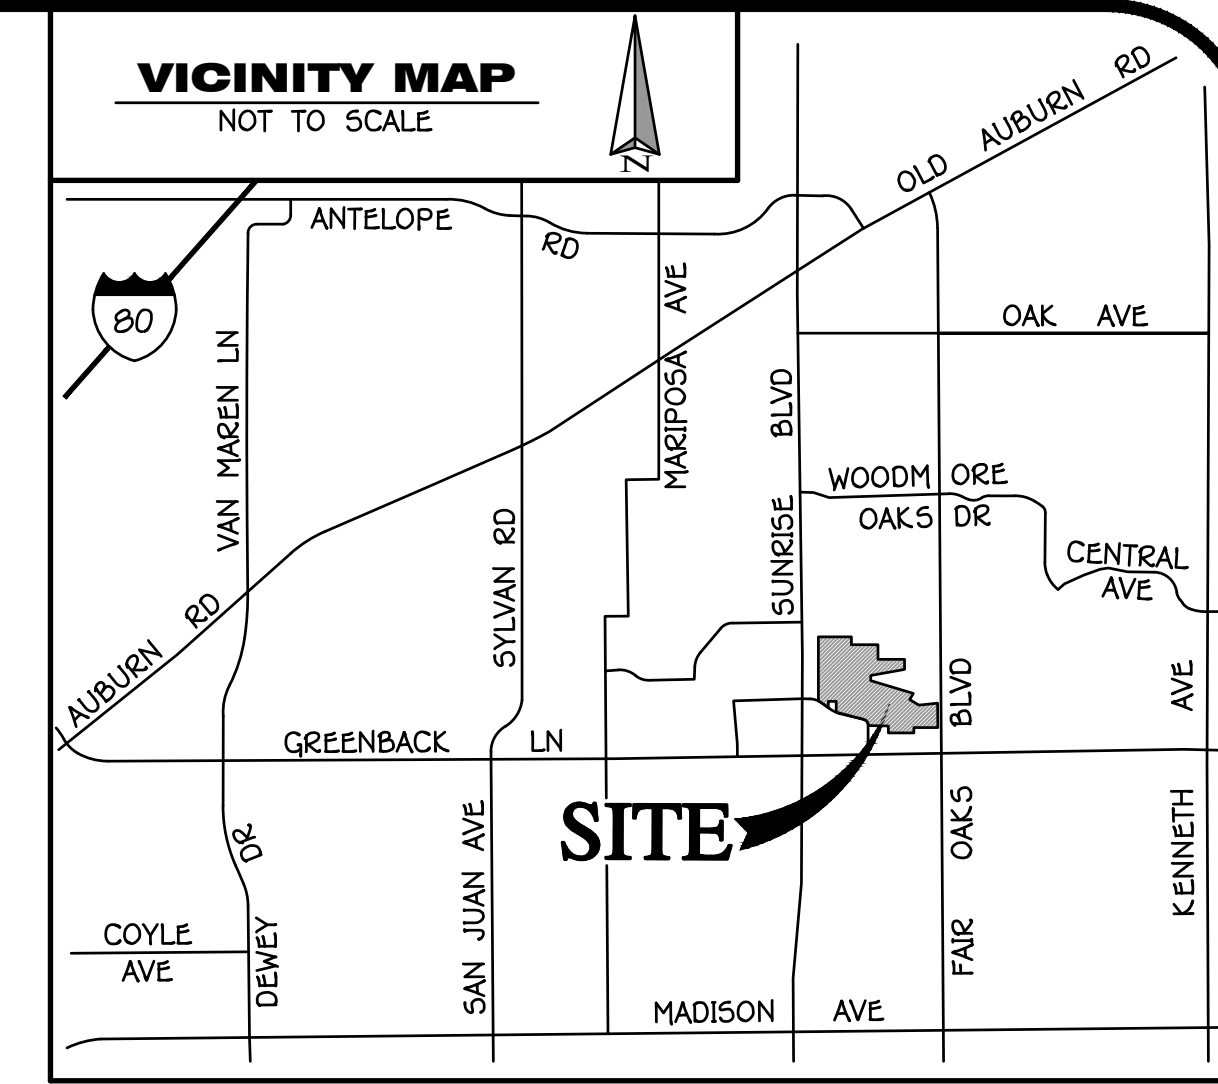 VICINITY MAP
NOT TO SCALE
N
OLD AUBURN RD
ANTELOPE RD
80
MARIPOSA AVE
OAK AVE
VAN MAREN LN
SUNRISE BLVD
WOODM ORE
OAKS DR
SYLVAN RD
CENTRAL
AVE
AUBURN RD
GREENBACK LN
SITE
FAIR OAKS BLVD
KENNETH AVE
DEWEY DR
SAN JUAN AVE
COYLE
AVE
MADISON AVE